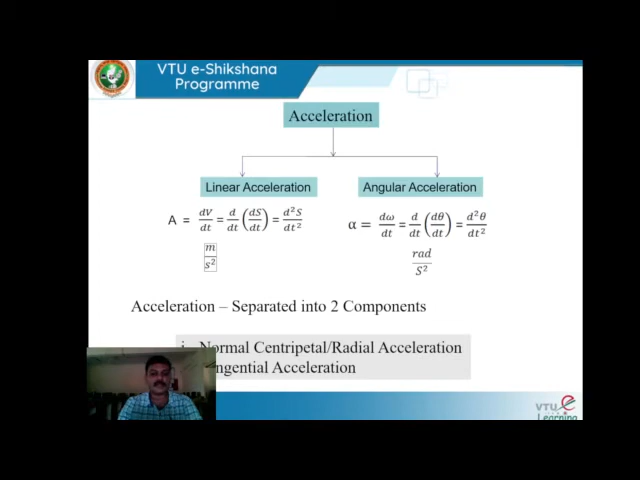 VTU e-Shikshana
Programme
Acceleration
Linear Acceleration
Angular Acceleration
A = dV/dt = d/dt (dS/dt) = d²S/dt²
α = dω/dt = d/dt (dθ/dt) = d²θ/dt²
m/s²
rad/S²
Acceleration – Separated into 2 Components
i. Normal Centripetal/Radial Acceleration
ngential Acceleration
VTU e
Learning